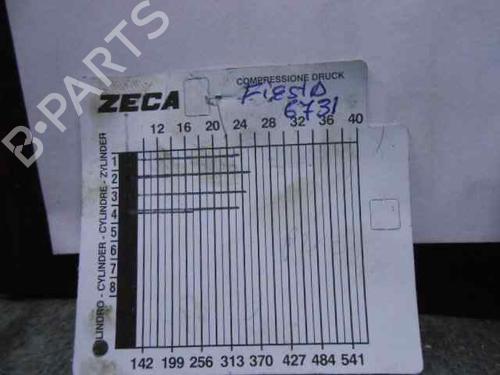 B-PARTS
ZECA
COMPRESSIONE DRUCK
FIESTA
6731
12 16 20 24 28 32 36 40
LINDRO - CYLINDER - CYLINDRE - ZYLINDER
1
2
3
4
5
6
7
8
142 199 256 313 370 427 484 541